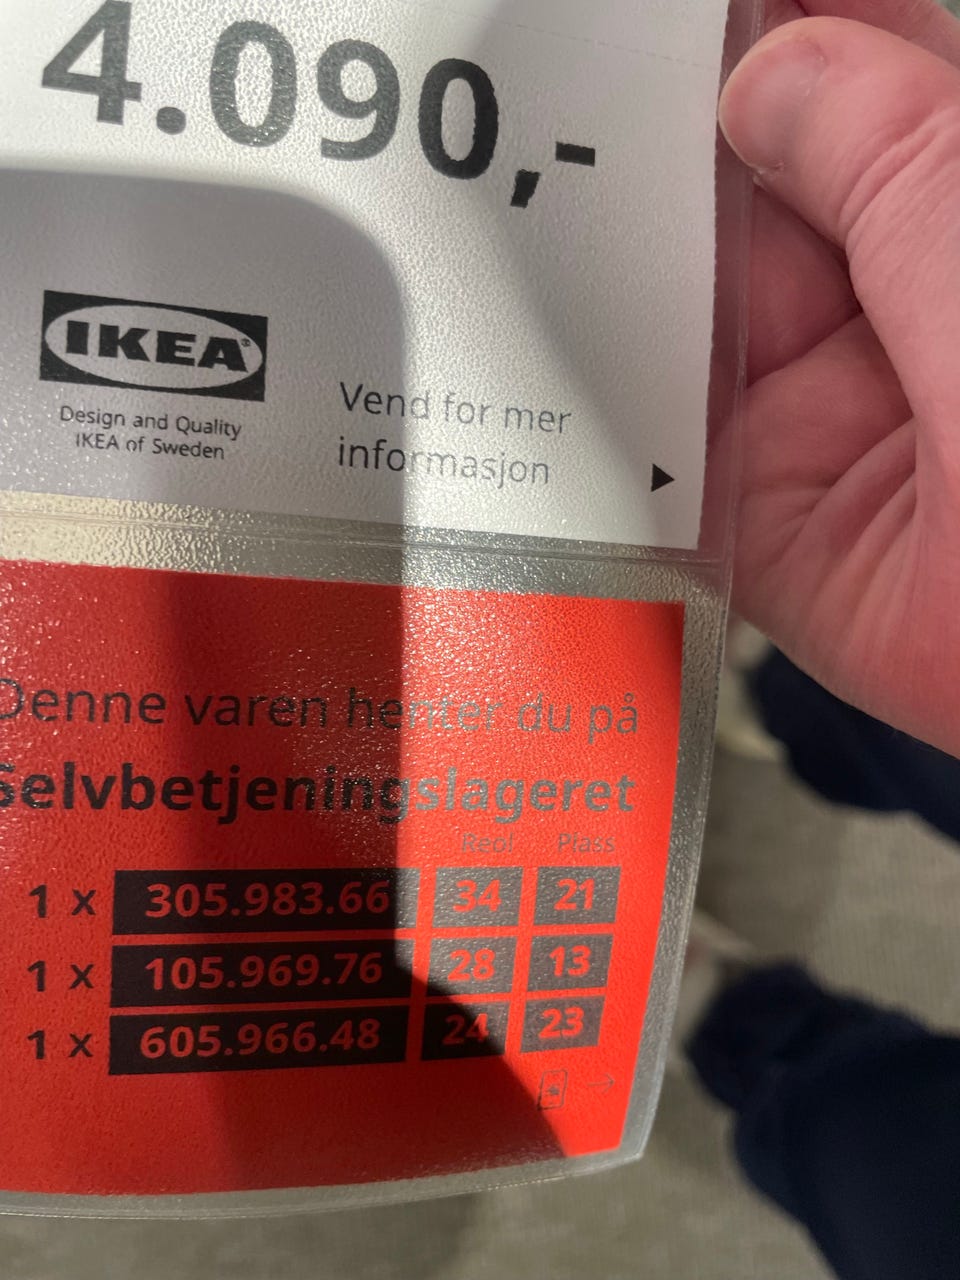 4.090,-
IKEA®
Design and Quality
IKEA of Sweden
Vend for mer
informasjon
Denne varen henter du på
Selvbetjeningslageret
Reol Plass
1 x 305.983.66 34 21
1 x 105.969.76 28 13
1 x 605.966.48 24 23